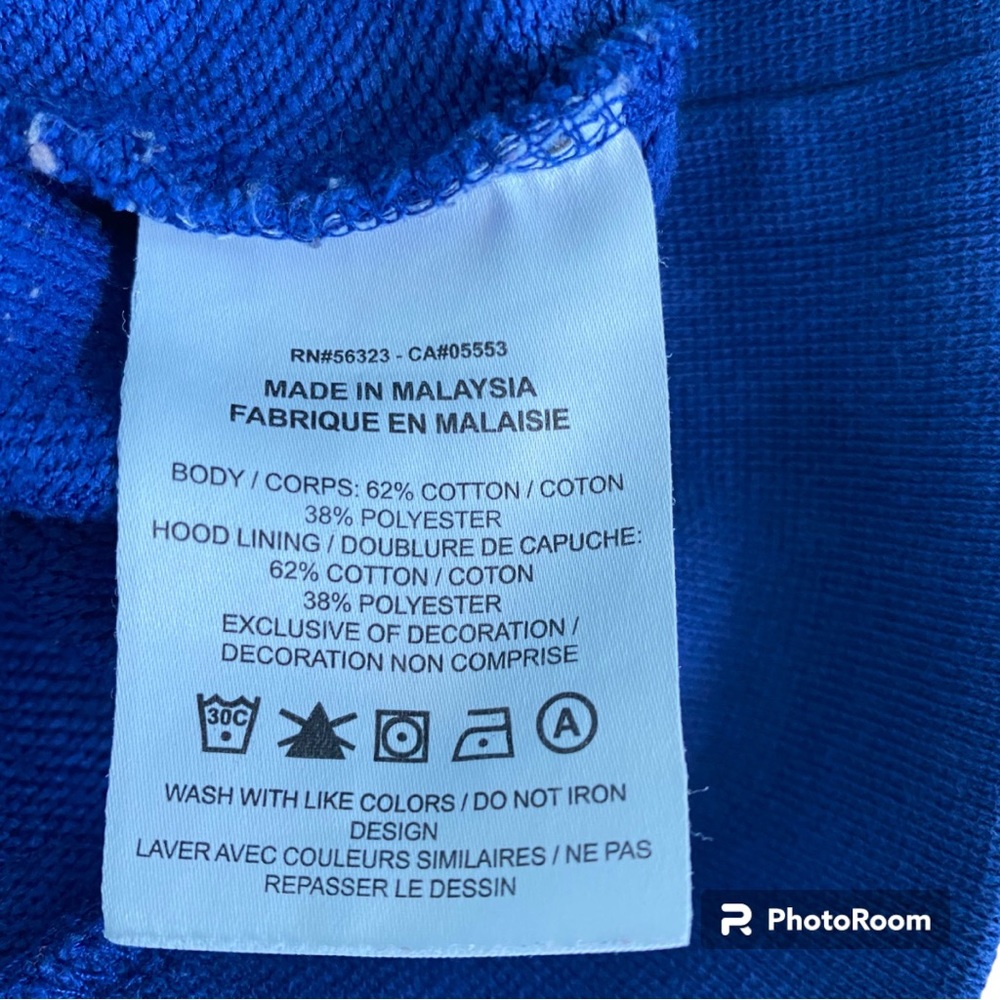 RN#56323 - CA#05553
MADE IN MALAYSIA
FABRIQUE EN MALAISIE
BODY / CORPS: 62% COTTON / COTON
38% POLYESTER
HOOD LINING / DOUBLURE DE CAPUCHE:
62% COTTON / COTON
38% POLYESTER
EXCLUSIVE OF DECORATION /
DECORATION NON COMPRISE
30C A
WASH WITH LIKE COLORS / DO NOT IRON
DESIGN
LAVER AVEC COULEURS SIMILAIRES / NE PAS
REPASSER LE DESSIN
PhotoRoom